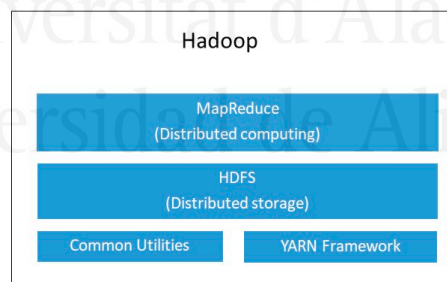 Hadoop
MapReduce
(Distributed computing)
HDFS
(Distributed storage)
Common Utilities
YARN Framework